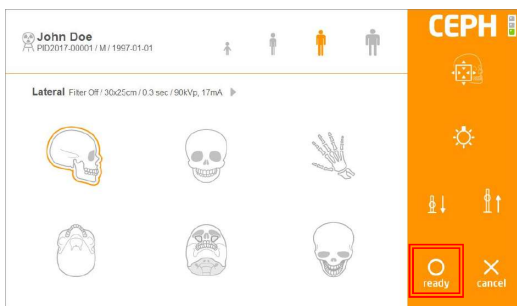 John Doe
PID2017-00001 / M / 1997-01-01
CEPH
Lateral Filter Off / 30x25cm / 0.3 sec / 90kVp, 17mA
ready
cancel